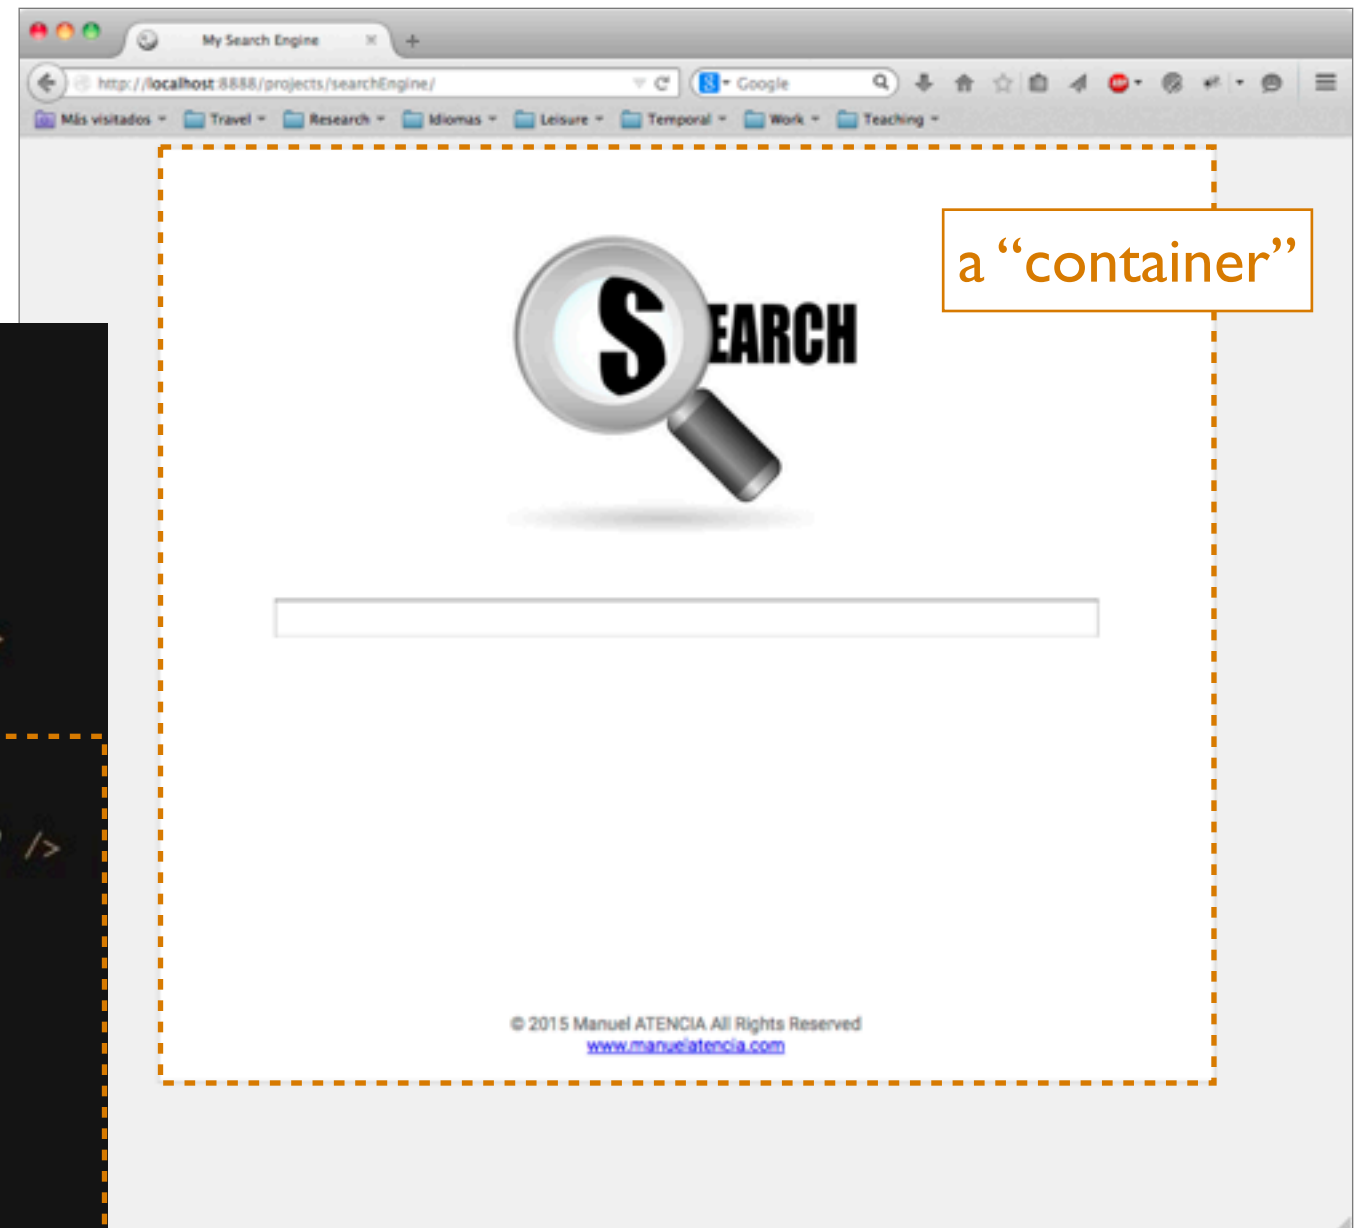 My Search Engine
http://localhost:8888/projects/searchEngine/
Google
Más visitados
Travel
Research
Idiomas
Leisure
Temporal
Work
Teaching
a “container”
SEARCH
/>
© 2015 Manuel ATENCIA All Rights Reserved
www.manuelatencia.com